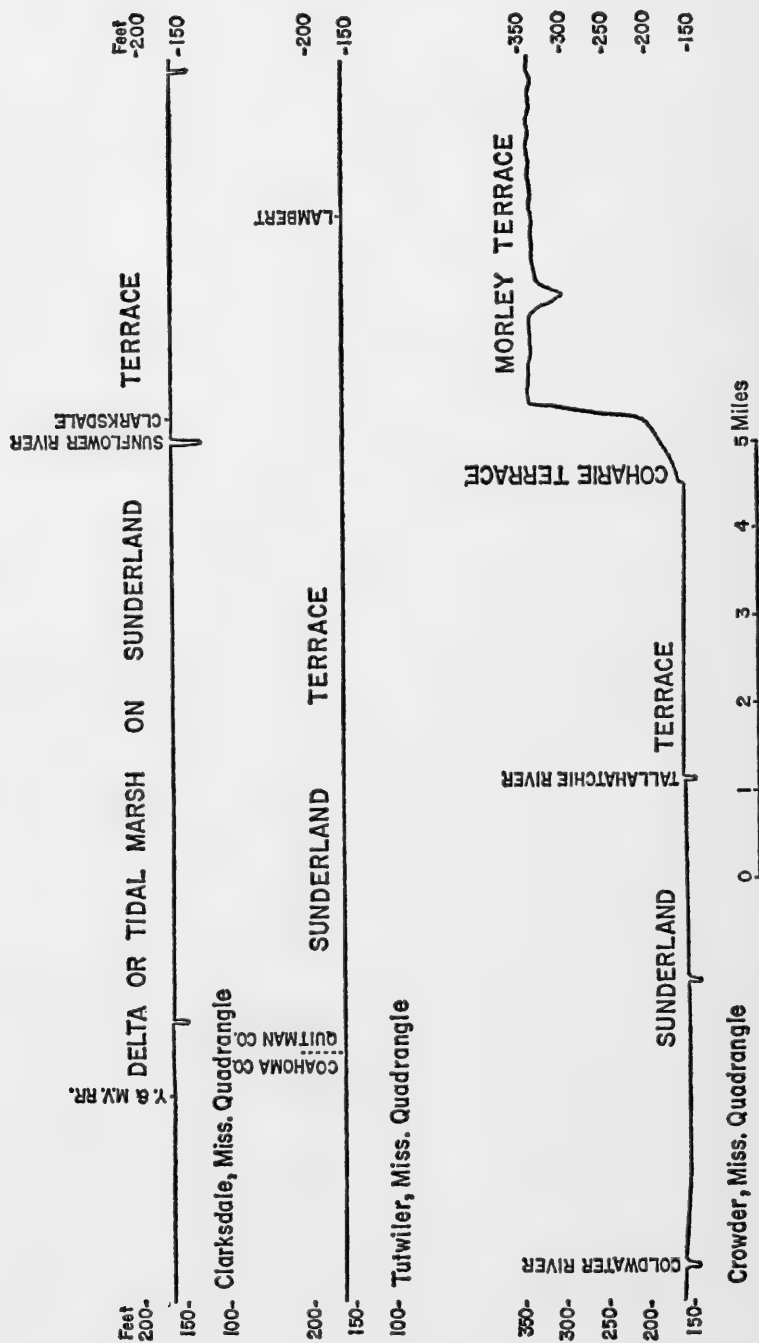 Feet
200-
150-
100-
Y. & M.V. RR.
DELTA OR TIDAL MARSH ON SUNDERLAND TERRACE
SUNFLOWER RIVER
CLARKSDALE
Feet
-200
-150
Clarksdale, Miss. Quadrangle
200-
150-
100-
COAHOMA CO.
QUITMAN CO.
SUNDERLAND TERRACE
LAMBERT
-200
-150
Tutwiler, Miss. Quadrangle
350-
300-
250-
200-
150-
COLDWATER RIVER
SUNDERLAND TERRACE
TALLAHATCHIE RIVER
COHARIE TERRACE
MORLEY TERRACE
-350
-300
-250
-200
-150
Crowder, Miss. Quadrangle
0 1 2 3 4 5 Miles